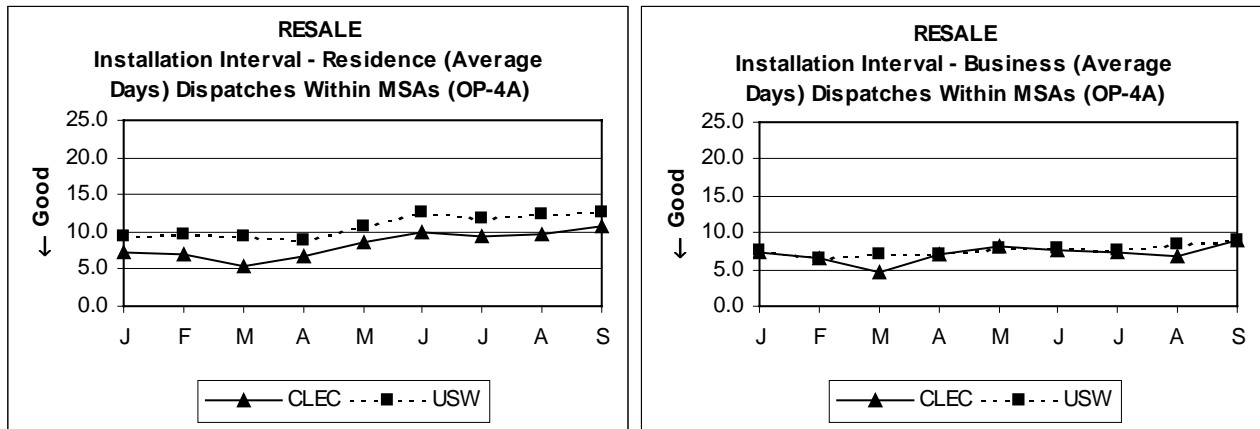 RESALE
Installation Interval - Residence (Average
Days) Dispatches Within MSAs (OP-4A)
25.0
20.0
15.0
10.0
5.0
0.0
← Good
J F M A M J J A S
CLEC USW
RESALE
Installation Interval - Business (Average
Days) Dispatches Within MSAs (OP-4A)
25.0
20.0
15.0
10.0
5.0
0.0
← Good
J F M A M J J A S
CLEC USW